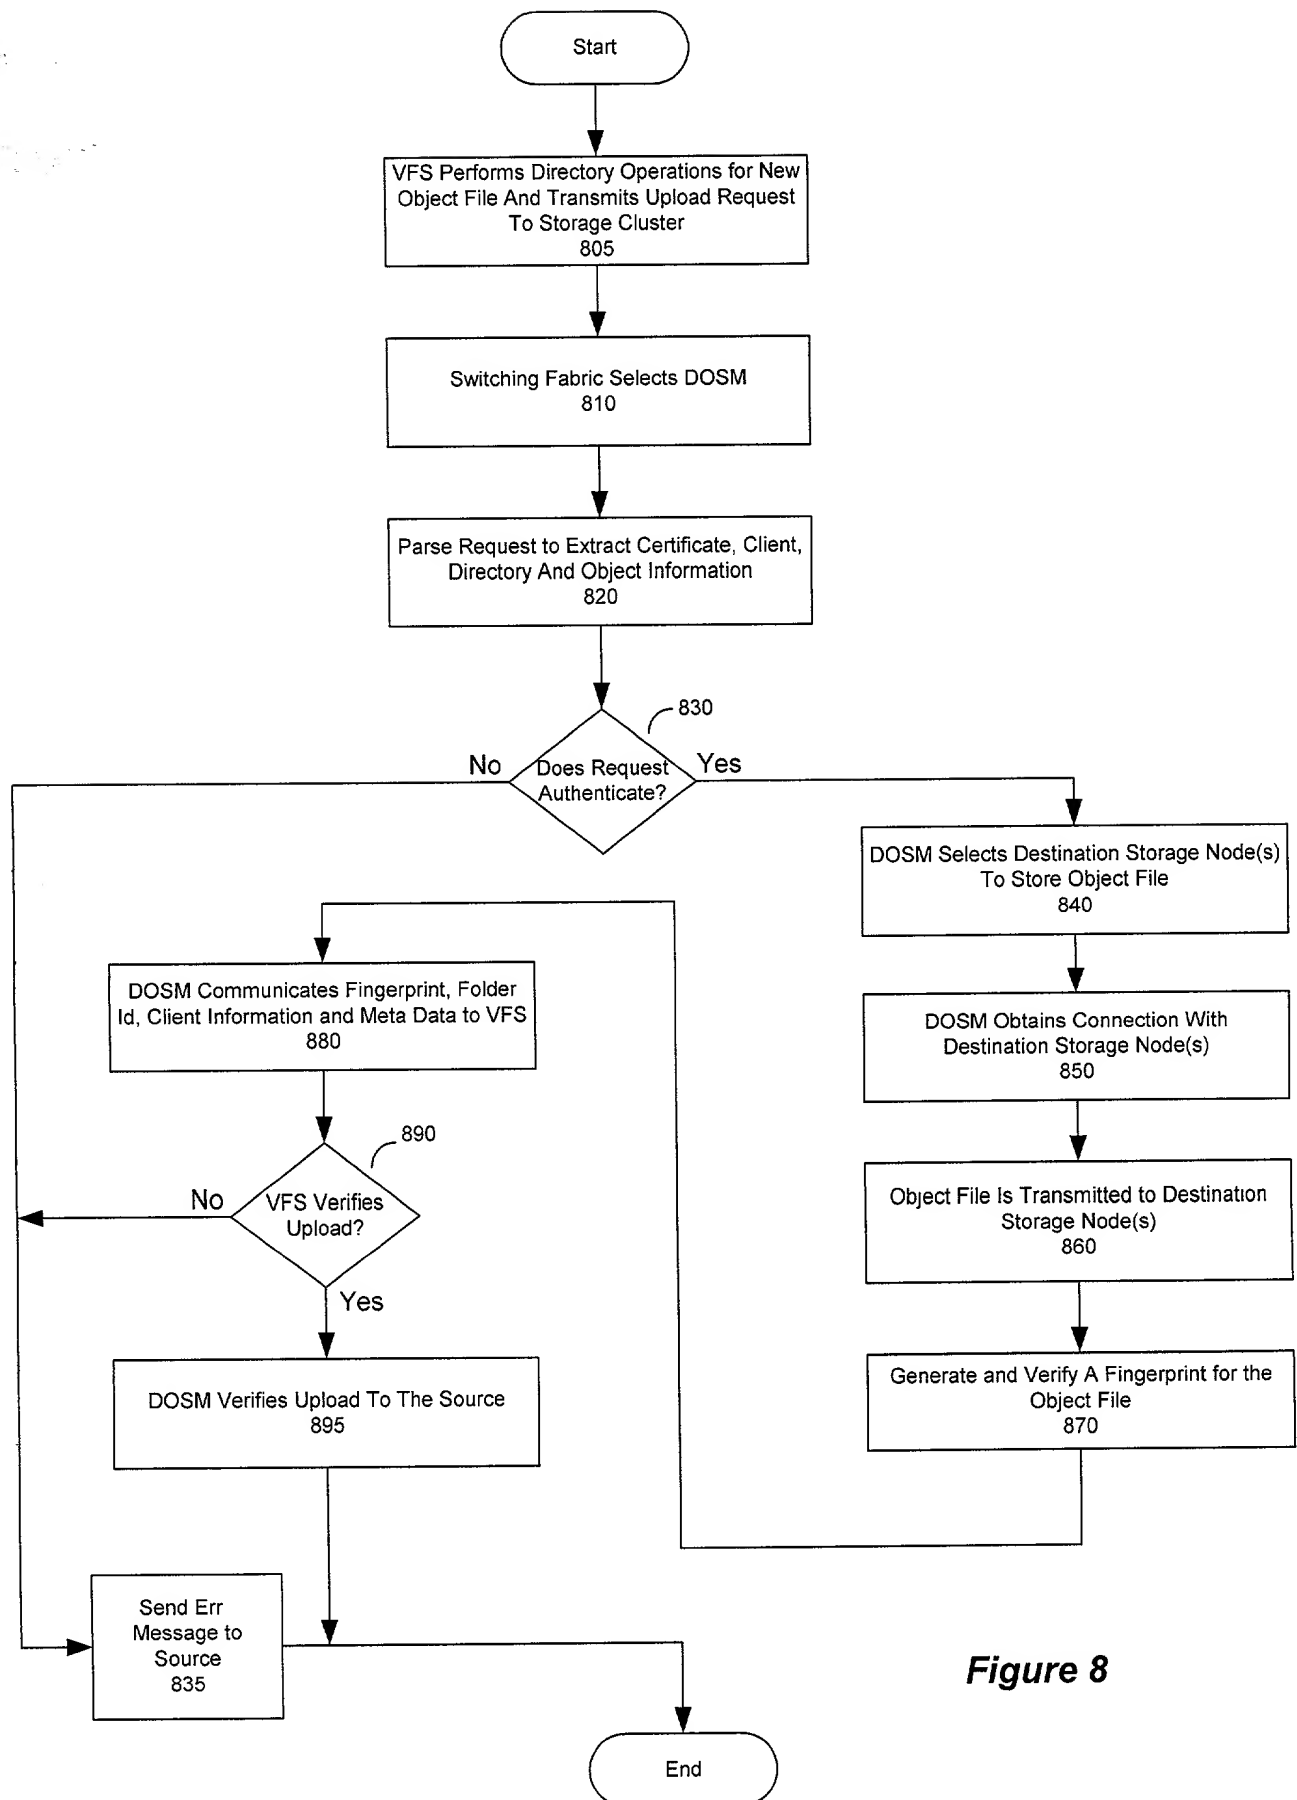 Start
VFS Performs Directory Operations for New
Object File And Transmits Upload Request
To Storage Cluster
805
Switching Fabric Selects DOSM
810
Parse Request to Extract Certificate, Client,
Directory And Object Information
820
830
No
Does Request
Authenticate?
Yes
DOSM Selects Destination Storage Node(s)
To Store Object File
840
DOSM Obtains Connection With
Destination Storage Node(s)
850
Object File Is Transmitted to Destination
Storage Node(s)
860
Generate and Verify A Fingerprint for the
Object File
870
DOSM Communicates Fingerprint, Folder
Id, Client Information and Meta Data to VFS
880
890
No
VFS Verifies
Upload?
Yes
DOSM Verifies Upload To The Source
895
Send Err
Message to
Source
835
Figure 8
End